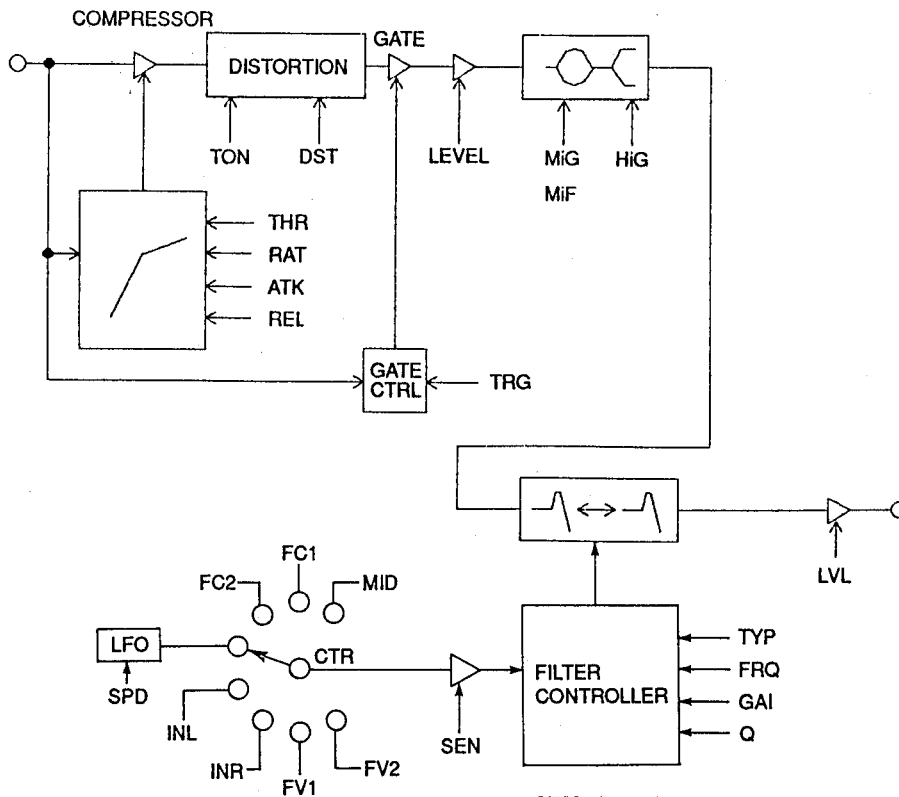 COMPRESSOR
GATE
DISTORTION
TON
DST
LEVEL
MiG
HiG
MiF
THR
RAT
ATK
REL
GATE
CTRL
TRG
FC1
FC2
MID
LVL
LFO
CTR
SPD
INL
INR
FV1
FV2
SEN
FILTER
CONTROLLER
TYP
FRQ
GAI
Q